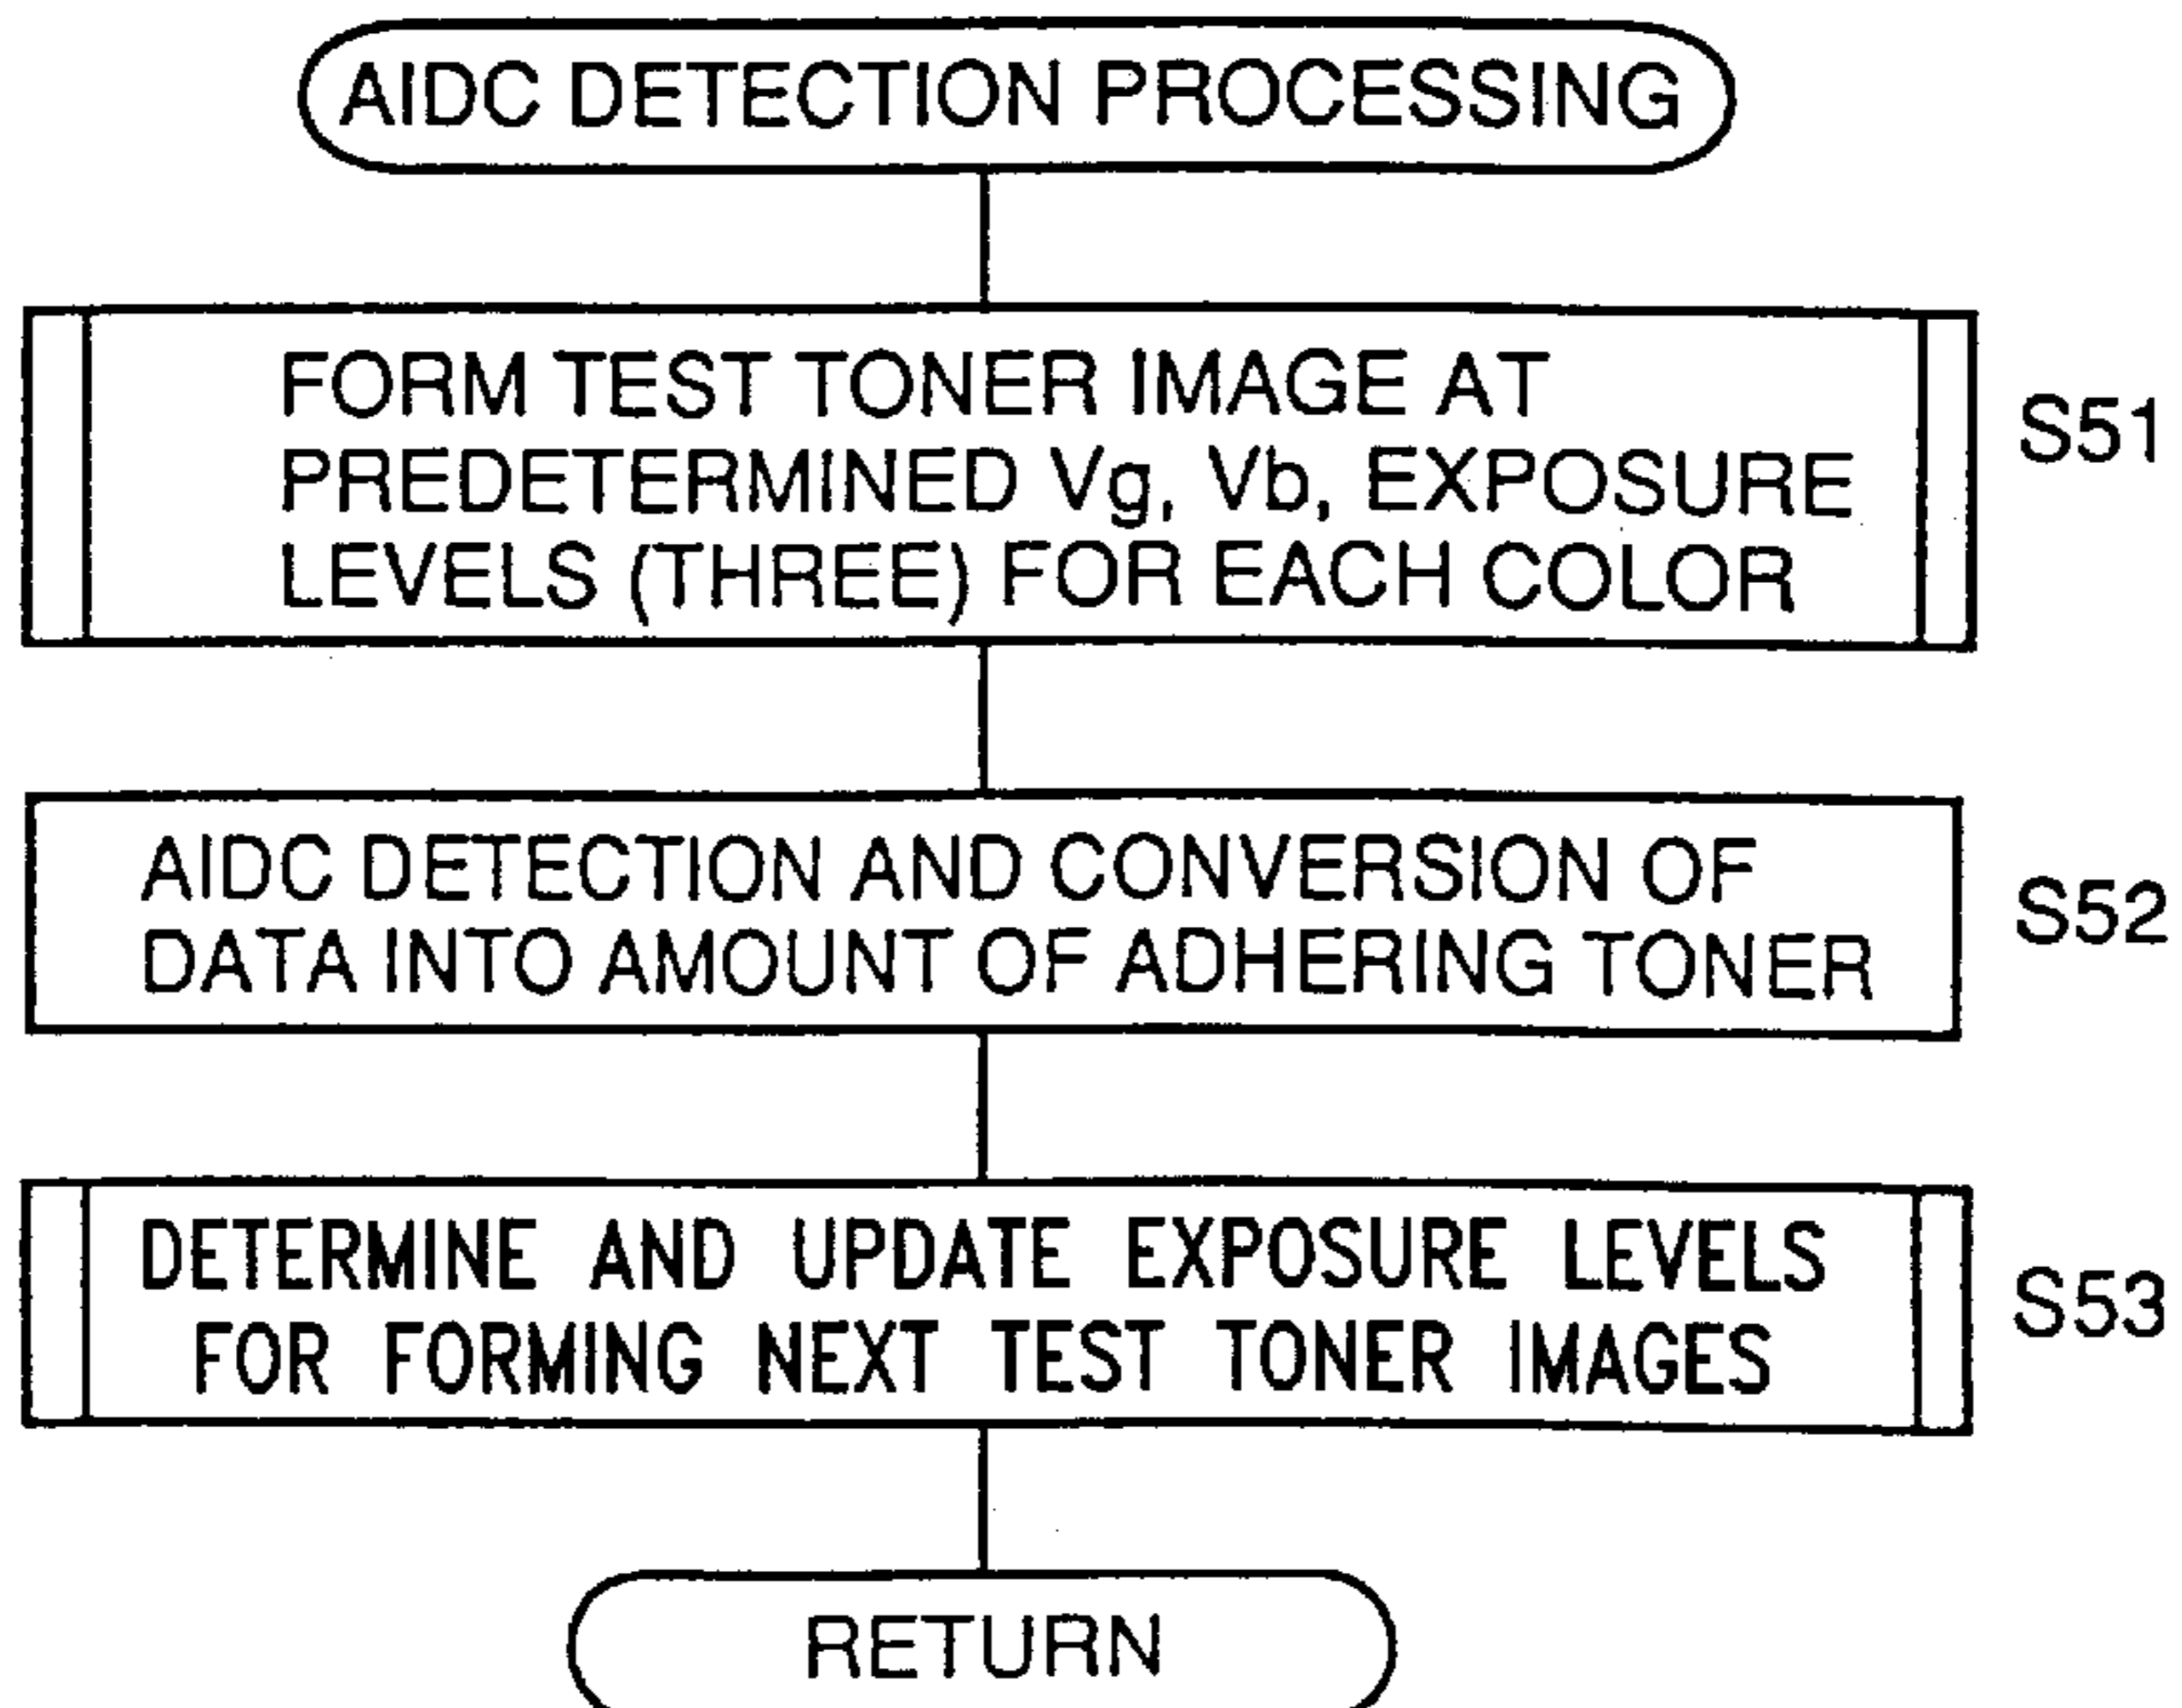 AIDC DETECTION PROCESSING
FORM TEST TONER IMAGE AT
PREDETERMINED Vg, Vb, EXPOSURE
LEVELS (THREE) FOR EACH COLOR
S51
AIDC DETECTION AND CONVERSION OF
DATA INTO AMOUNT OF ADHERING TONER
S52
DETERMINE AND UPDATE EXPOSURE LEVELS
FOR FORMING NEXT TEST TONER IMAGES
S53
RETURN